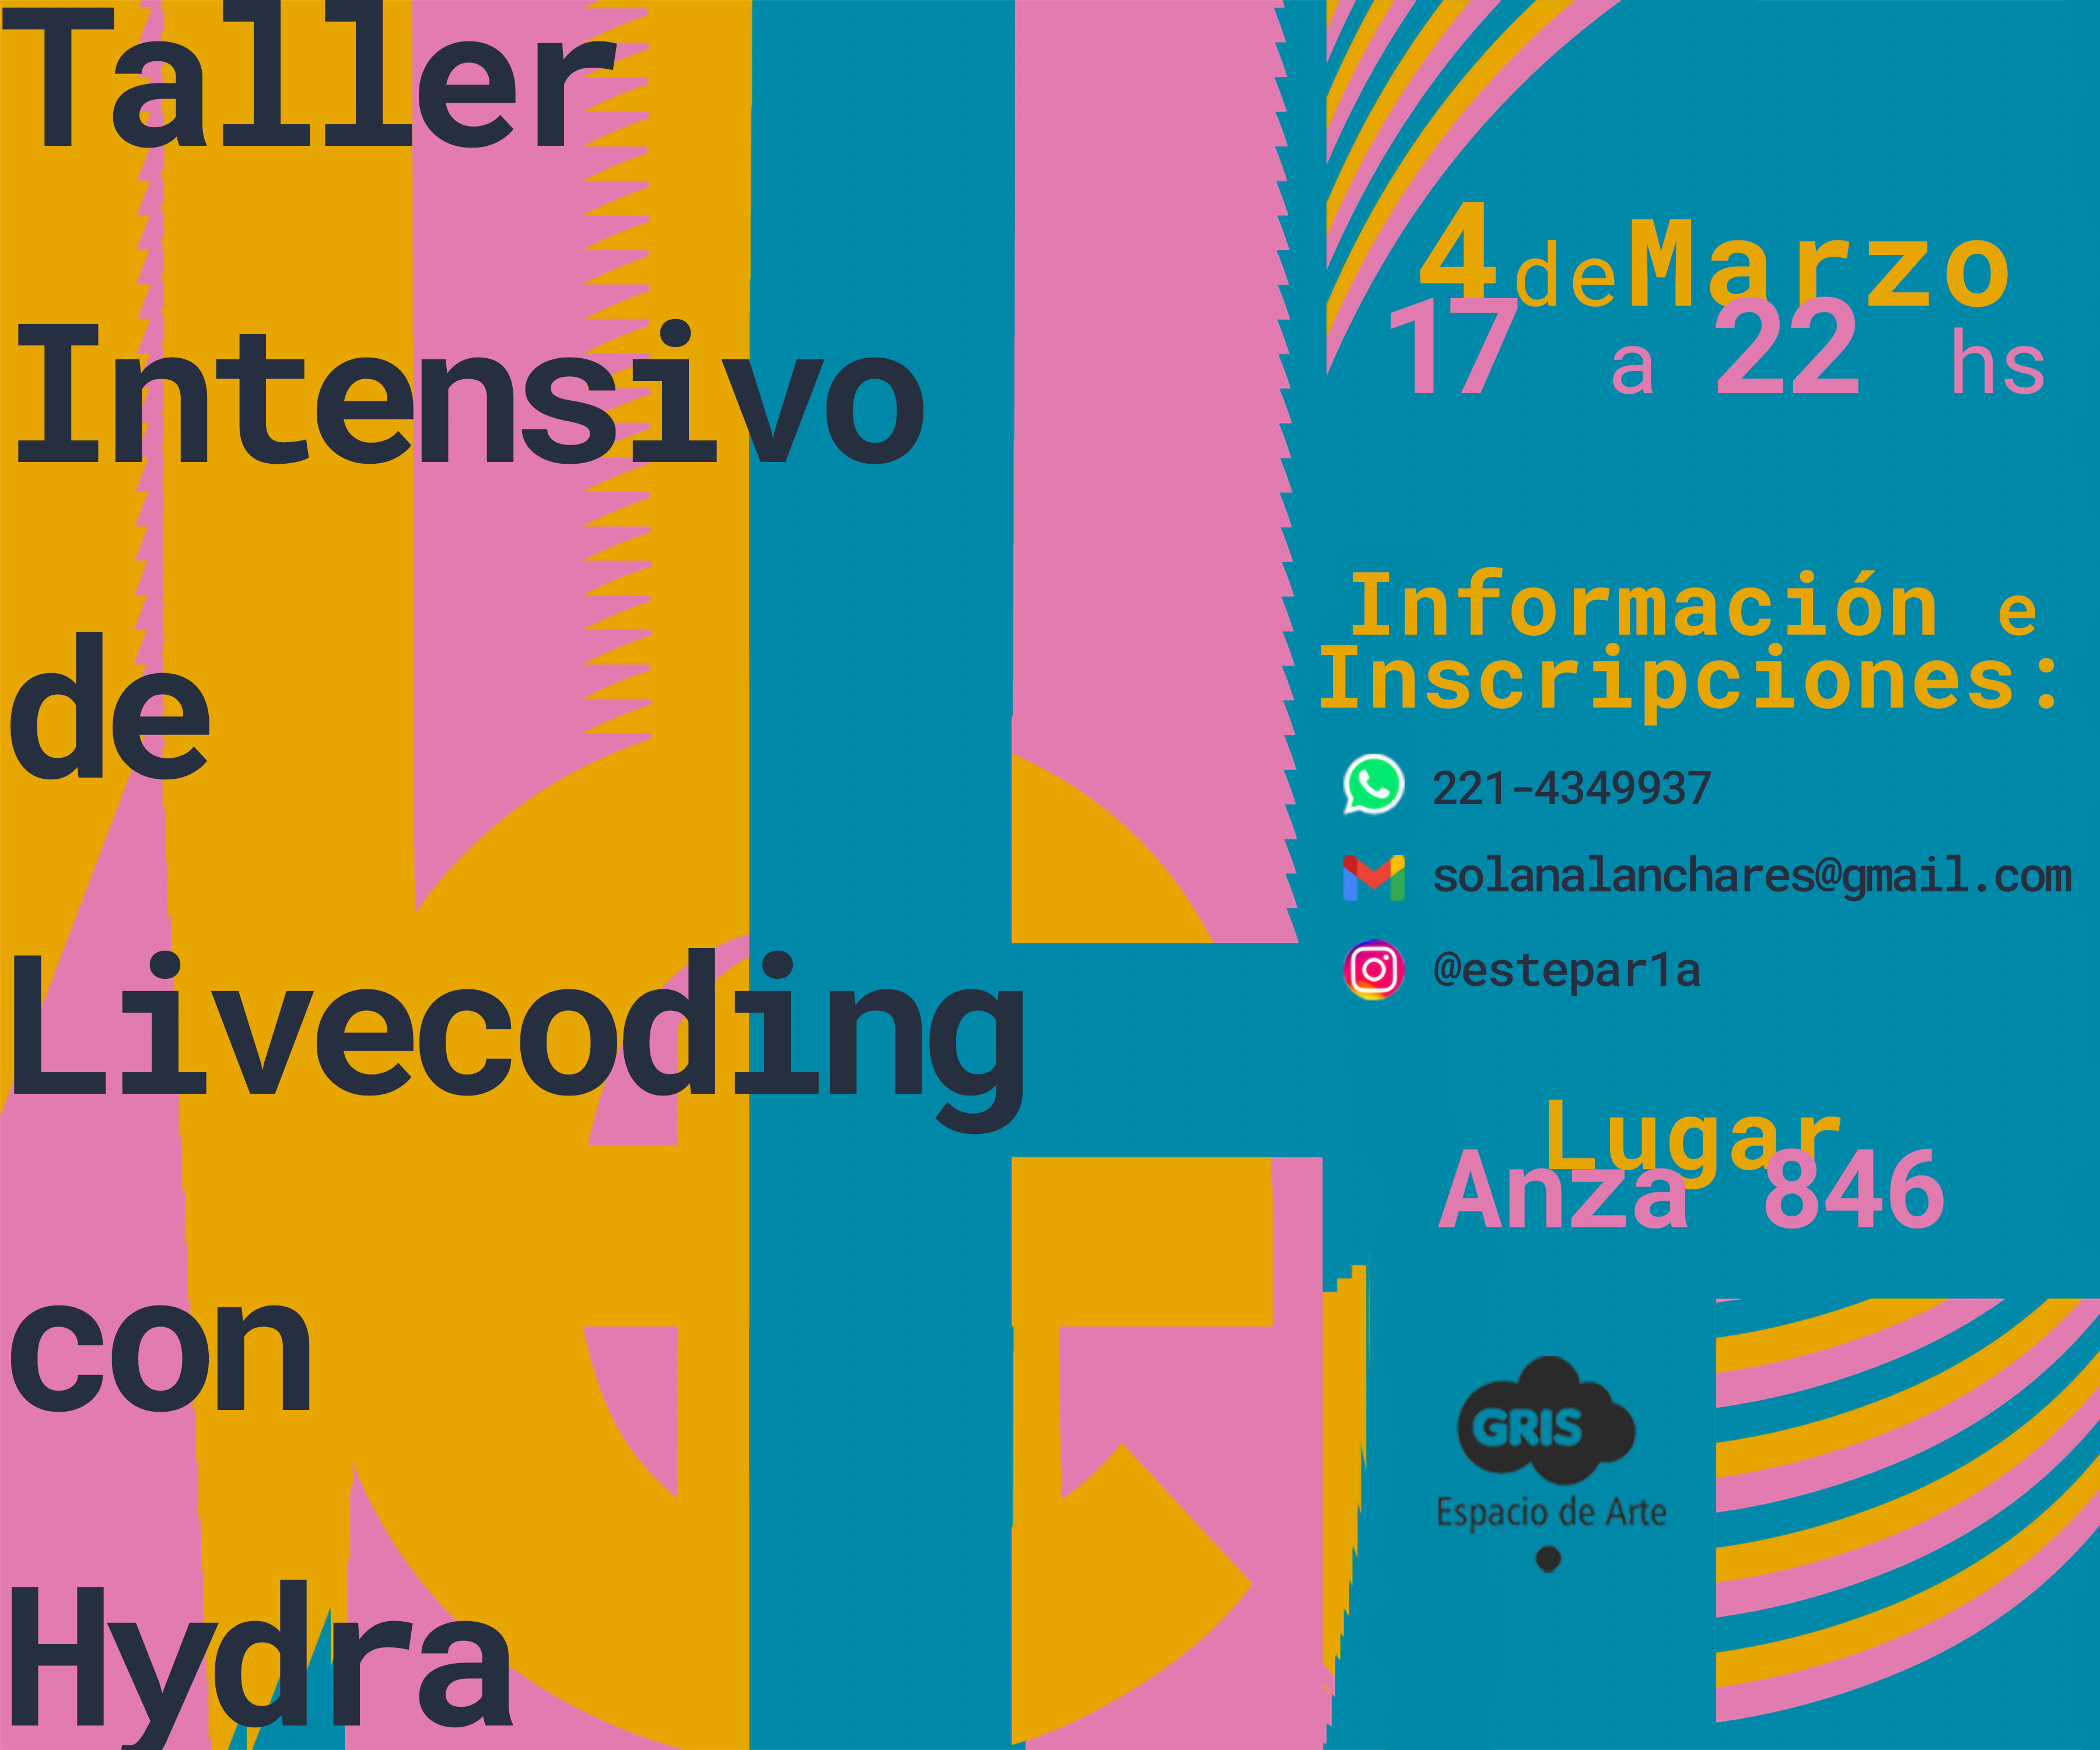 Taller
Intensivo
de
Livecoding
con
Hydra
4 de Marzo
17 a 22 hs
Información e
Inscripciones:
221-4349937
solanalanchares@gmail.com
@estepar1a
Lugar
Anza 846
GRIS
Espacio de Arte